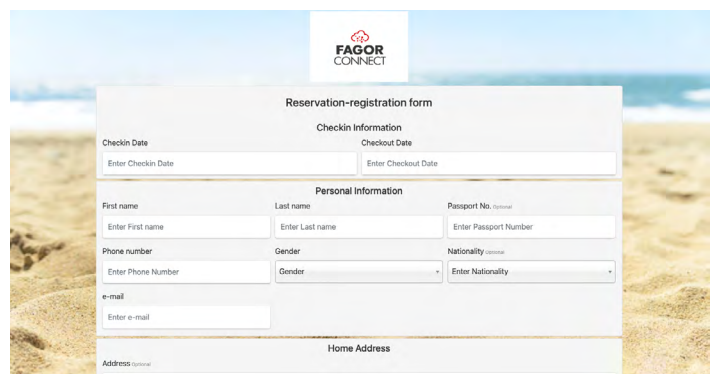 FAGOR
CONNECT
Reservation-registration form
Checkin Information
Checkin Date Checkout Date
Enter Checkin Date Enter Checkout Date
Personal Information
First name Last name Passport No. Optional
Enter First name Enter Last name Enter Passport Number
Phone number Gender Nationality Optional
Enter Phone Number Gender Enter Nationality
e-mail
Enter e-mail
Home Address
Address Optional